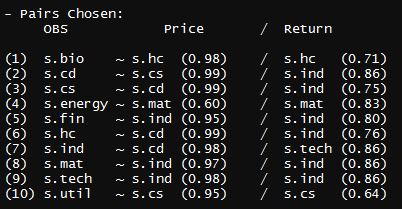 – Pairs Chosen:
OBS Price / Return
(1) s.bio ~ s.hc (0.98) / s.hc (0.71)
(2) s.cd ~ s.cs (0.99) / s.ind (0.86)
(3) s.cs ~ s.cd (0.99) / s.ind (0.75)
(4) s.energy ~ s.mat (0.60) / s.mat (0.83)
(5) s.fin ~ s.ind (0.95) / s.ind (0.80)
(6) s.hc ~ s.cd (0.99) / s.ind (0.76)
(7) s.ind ~ s.cd (0.98) / s.tech (0.86)
(8) s.mat ~ s.ind (0.97) / s.ind (0.86)
(9) s.tech ~ s.ind (0.98) / s.ind (0.86)
(10) s.util ~ s.cs (0.95) / s.cs (0.64)